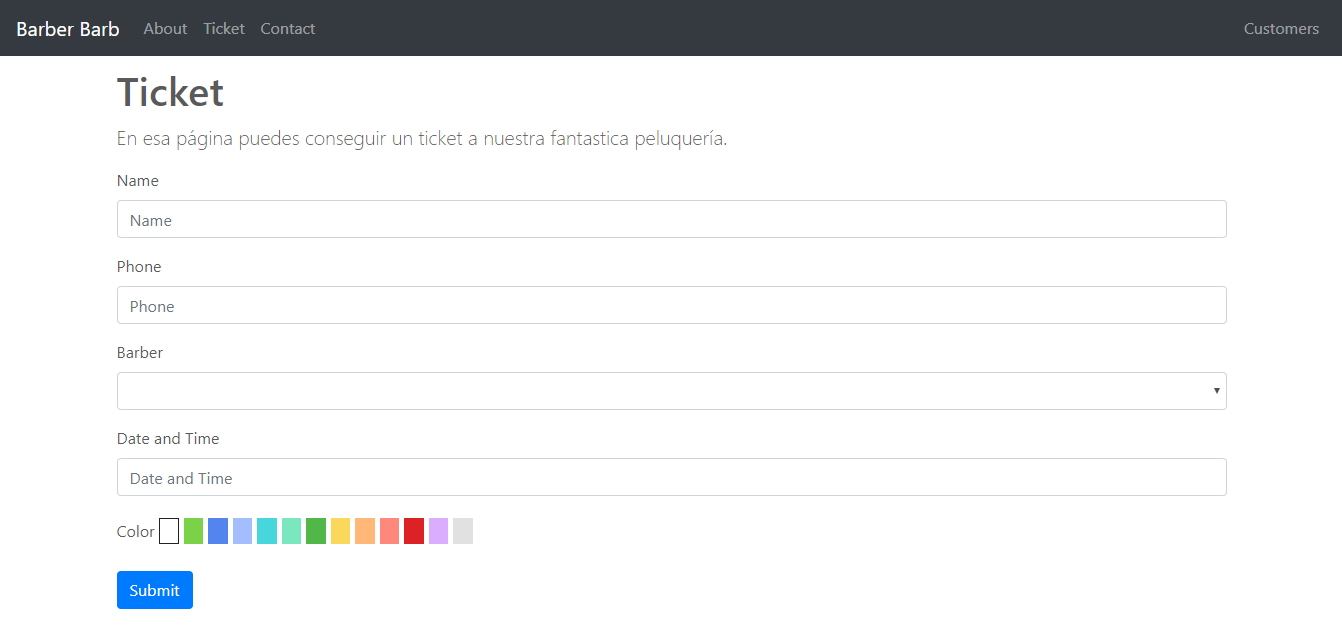 Barber Barb About Ticket Contact Customers
Ticket
En esa página puedes conseguir un ticket a nuestra fantastica peluquería.
Name
Name
Phone
Phone
Barber
Date and Time
Date and Time
Color
Submit